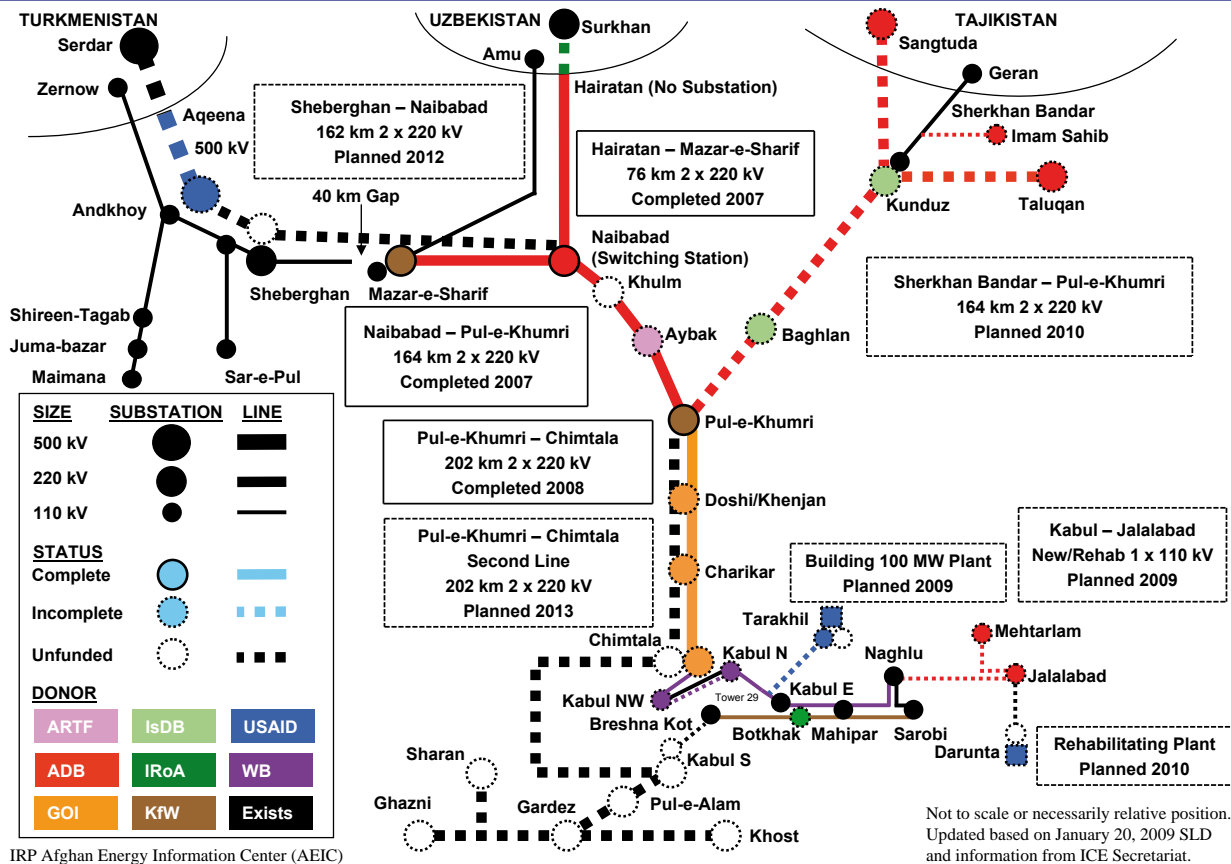 TURKMENISTAN
Serdar
Zernow
Aqeena
500 kV
Andkhoy
Shireen-Tagab
Juma-bazar
Maimana
Sar-e-Pul
Sheberghan
40 km Gap
Mazar-e-Sharif
Sheberghan – Naibabad
162 km 2 x 220 kV
Planned 2012
UZBEKISTAN
Surkhan
Amu
Hairatan (No Substation)
Hairatan – Mazar-e-Sharif
76 km 2 x 220 kV
Completed 2007
Naibabad
(Switching Station)
Khulm
Aybak
Naibabad – Pul-e-Khumri
164 km 2 x 220 kV
Completed 2007
TAJIKISTAN
Sangtuda
Geran
Sherkhan Bandar
Imam Sahib
Kunduz
Taluqan
Baghlan
Sherkhan Bandar – Pul-e-Khumri
164 km 2 x 220 kV
Planned 2010
Pul-e-Khumri
Pul-e-Khumri – Chimtala
202 km 2 x 220 kV
Completed 2008
Doshi/Khenjan
Pul-e-Khumri – Chimtala
Second Line
202 km 2 x 220 kV
Planned 2013
Charikar
Building 100 MW Plant
Planned 2009
Kabul – Jalalabad
New/Rehab 1 x 110 kV
Planned 2009
Chimtala
Tarakhil
Mehtarlam
Kabul N
Naghlu
Jalalabad
Kabul NW
Tower 29
Kabul E
Breshna Kot
Botkhak
Mahipar
Sarobi
Darunta
Rehabilitating Plant
Planned 2010
Kabul S
Sharan
Pul-e-Alam
Ghazni
Gardez
Khost
SIZE SUBSTATION LINE
500 kV
220 kV
110 kV
STATUS
Complete
Incomplete
Unfunded
DONOR
ARTF IsDB USAID
ADB IRoA WB
GOI KfW Exists
IRP Afghan Energy Information Center (AEIC)
Not to scale or necessarily relative position.
Updated based on January 20, 2009 SLD
and information from ICE Secretariat.